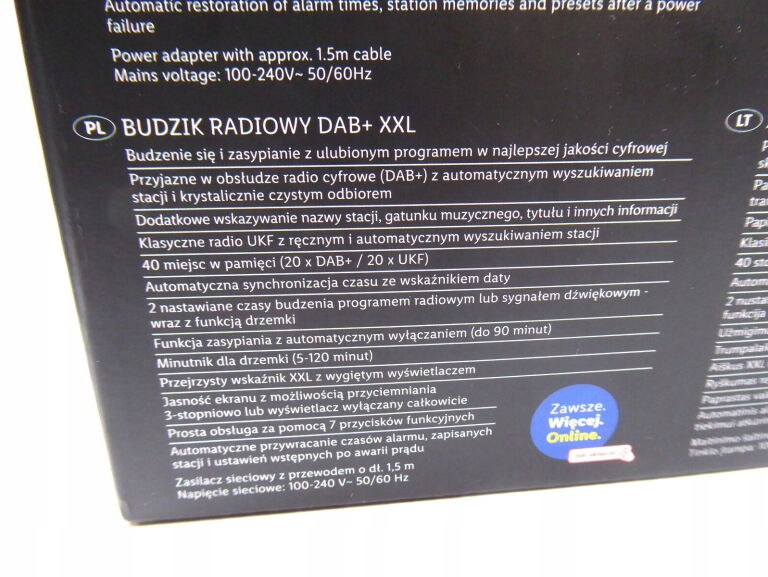 Automatic restoration of alarm times, station memories and presets after a power
failure
Power adapter with approx. 1.5m cable
Mains voltage: 100-240V~ 50/60Hz
PL BUDZIK RADIOWY DAB+ XXL
Budzenie się i zasypianie z ulubionym programem w najlepszej jakości cyfrowej
Przyjazne w obsłudze radio cyfrowe (DAB+) z automatycznym wyszukiwaniem
stacji i krystalicznie czystym odbiorem
Dodatkowe wskazywanie nazwy stacji, gatunku muzycznego, tytułu i innych informacji
Klasyczne radio UKF z ręcznym i automatycznym wyszukiwaniem stacji
40 miejsc w pamięci (20 x DAB+ / 20 x UKF)
Automatyczna synchronizacja czasu ze wskaźnikiem daty
2 nastawiane czasy budzenia programem radiowym lub sygnałem dźwiękowym -
wraz z funkcją drzemki
Funkcja zasypiania z automatycznym wyłączaniem (do 90 minut)
Minutnik dla drzemki (5-120 minut)
Przejrzysty wskaźnik XXL z wygiętym wyświetlaczem
Jasność ekranu z możliwością przyciemniania
3-stopniowo lub wyświetlacz wyłączany całkowicie
Prosta obsługa za pomocą 7 przycisków funkcyjnych
Automatyczne przywracanie czasów alarmu, zapisanych
stacji i ustawień wstępnych po awarii prądu
Zasilacz sieciowy z przewodem o dł. 1,5 m
Napięcie sieciowe: 100-240 V~ 50/60 Hz
Zawsze.
Więcej.
Online.
LT
40
2
funkcija
Aiškus XXL